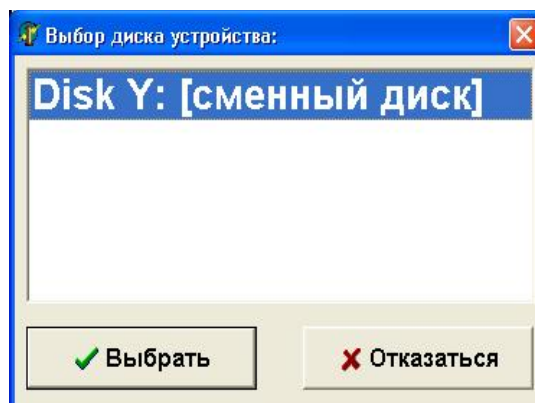 Выбор диска устройства:
Disk Y: [сменный диск]
Выбрать
Отказаться